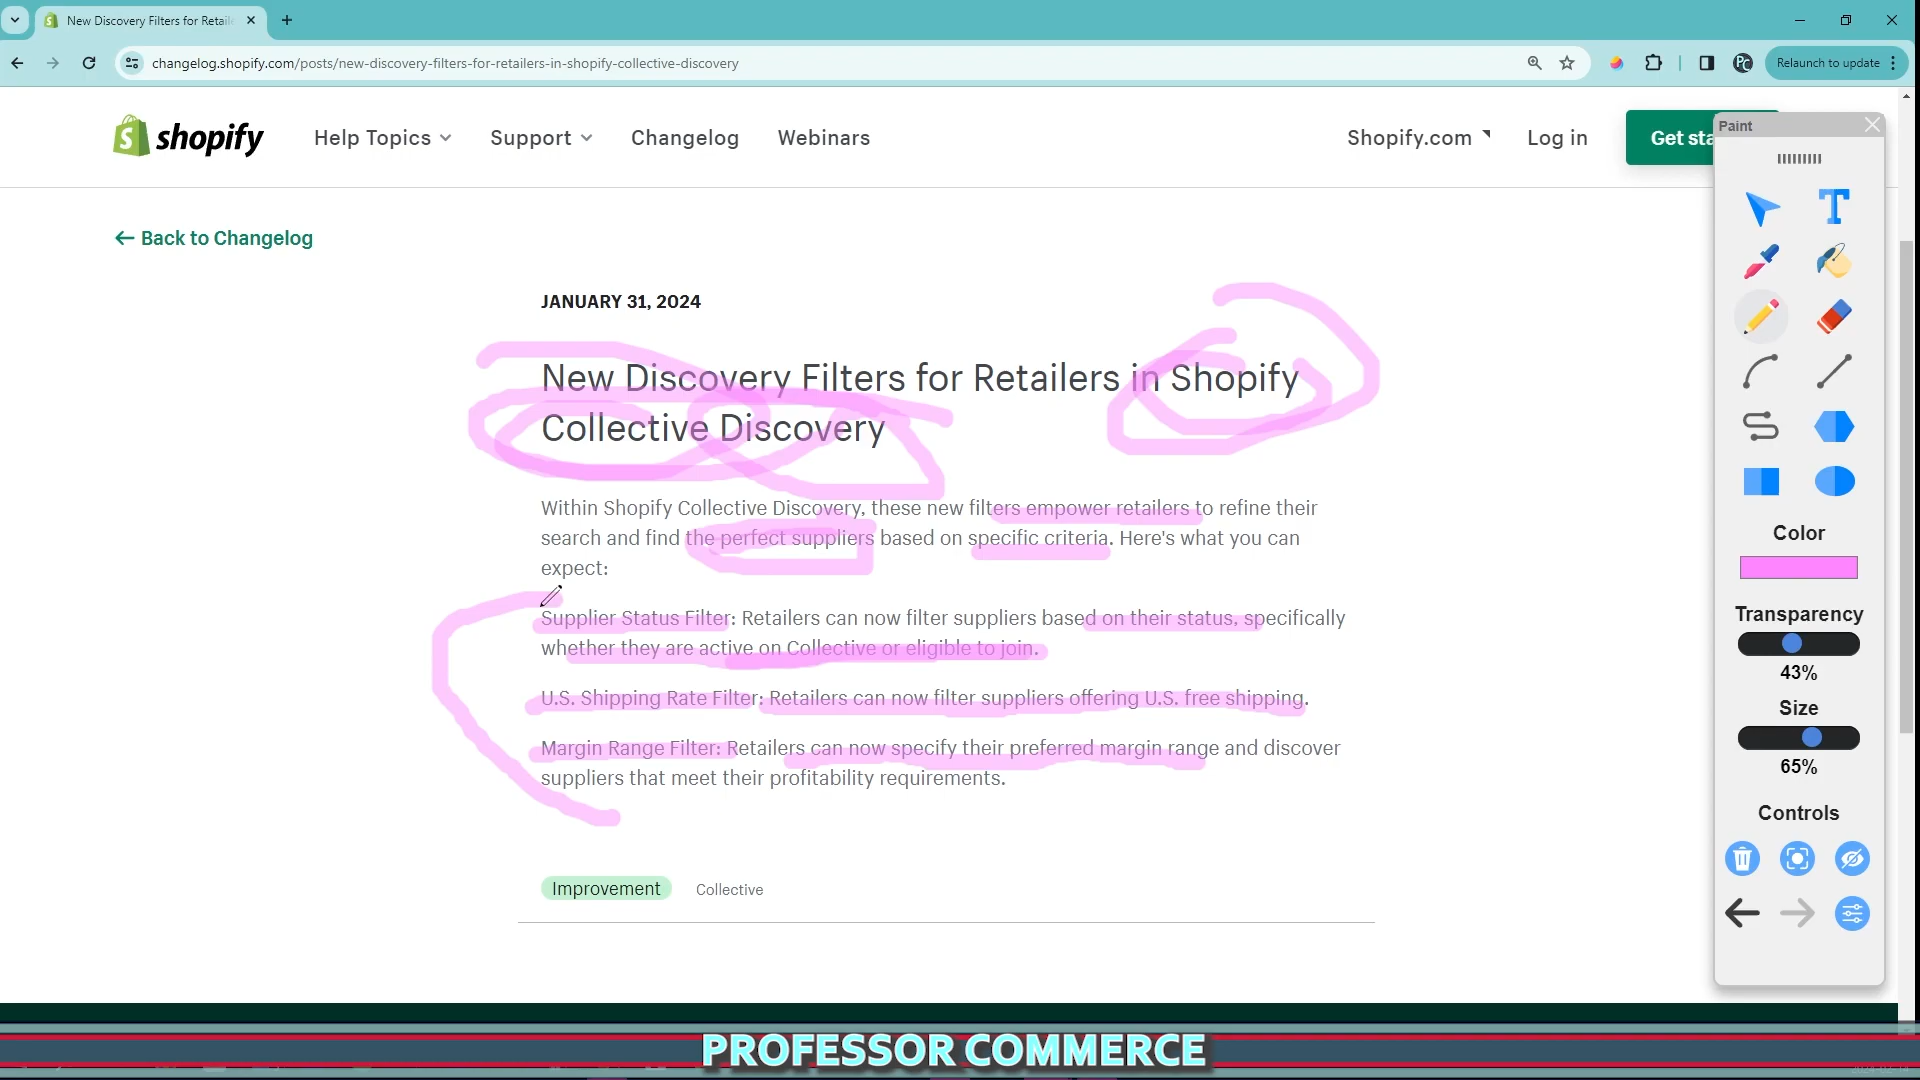 New Discovery Filters for Retaile
changelog.shopify.com/posts/new-discovery-filters-for-retailers-in-shopify-collective-discovery
PC
Relaunch to update
shopify
Help Topics
Support
Changelog
Webinars
Shopify.com
Log in
Get sta
Back to Changelog
JANUARY 31, 2024
New Discovery Filters for Retailers in Shopify
Collective Discovery
Within Shopify Collective Discovery, these new filters empower retailers to refine their
search and find the perfect suppliers based on specific criteria. Here's what you can
expect:
Supplier Status Filter: Retailers can now filter suppliers based on their status, specifically
whether they are active on Collective or eligible to join.
U.S. Shipping Rate Filter: Retailers can now filter suppliers offering U.S. free shipping.
Margin Range Filter: Retailers can now specify their preferred margin range and discover
suppliers that meet their profitability requirements.
Improvement
Collective
Paint
T
Color
Transparency
43%
Size
65%
Controls
PROFESSOR COMMERCE